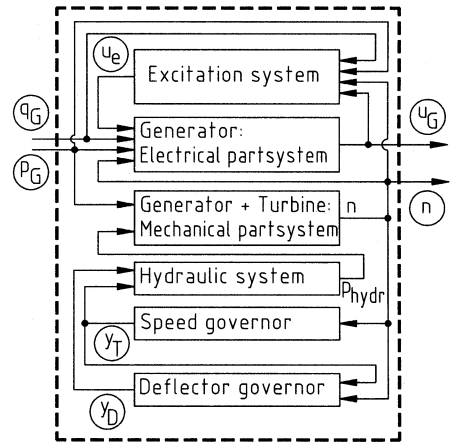 u_e
Excitation system
q_G
Generator:
Electrical partsystem
u_G
p_G
Generator + Turbine:
Mechanical partsystem
n
n
Hydraulic system
p_hydr
Speed governor
y_T
Deflector governor
y_D